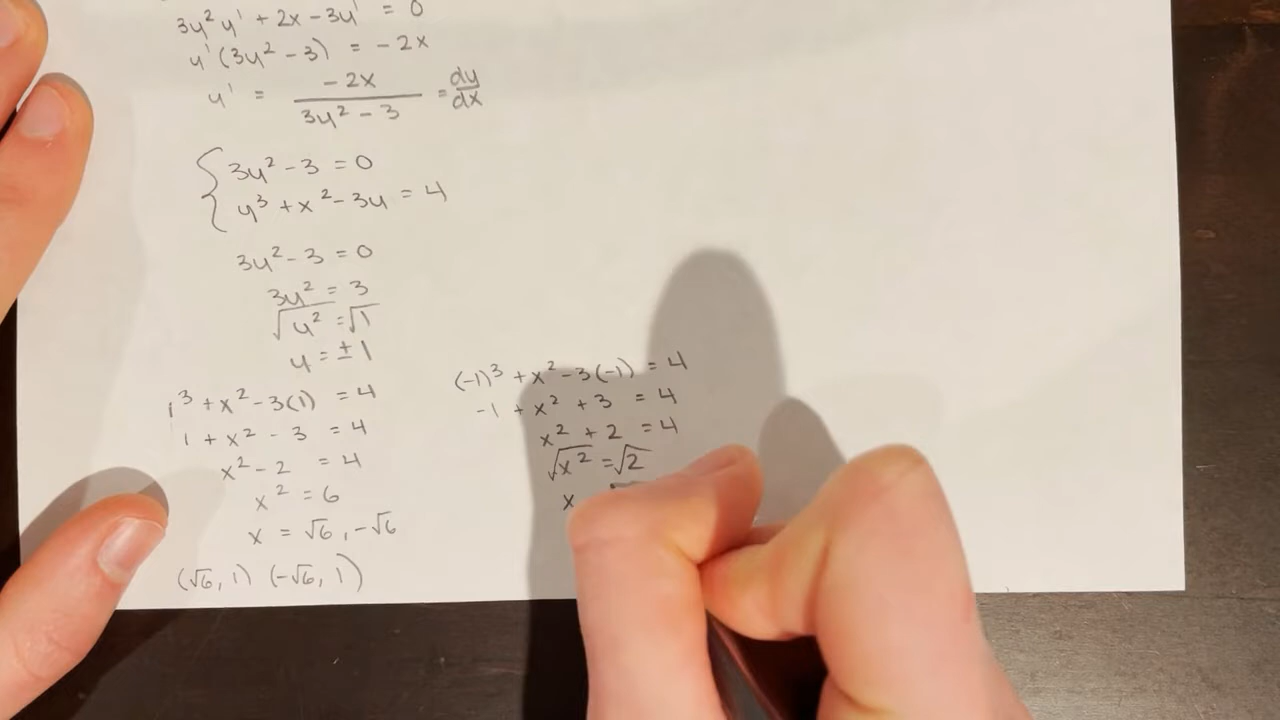 3y² y' + 2x - 3y' = 0
y' (3y² - 3) = -2x
y' = -2x / 3y² - 3 = dy/dx
{ 3y² - 3 = 0
y³ + x² - 3y = 4
3y² - 3 = 0
3y² = 3
√y² = √1
y = ±1
1³ + x² - 3(1) = 4
1 + x² - 3 = 4
x² - 2 = 4
x² = 6
x = √6, -√6
(√6, 1) (-√6, 1)
(-1)³ + x² - 3(-1) = 4
-1 + x² + 3 = 4
x² + 2 = 4
√x² = √2
x